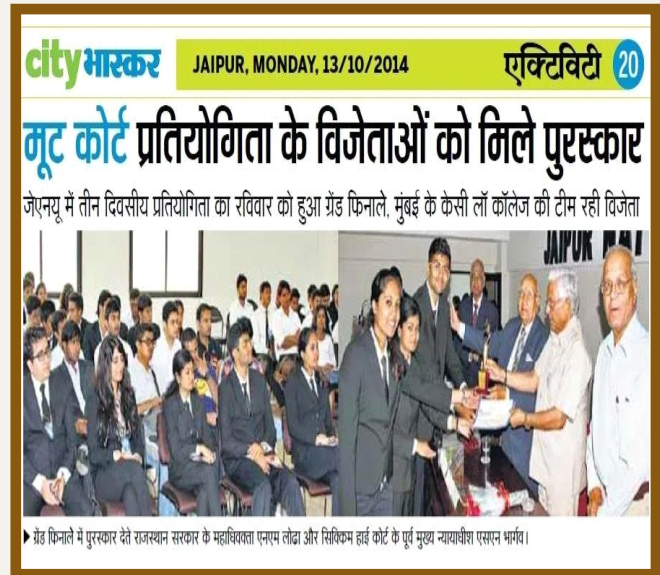 cityभास्कर JAIPUR, MONDAY, 13/10/2014 एक्टिविटी 20
मूट कोर्ट प्रतियोगिता के विजेताओं को मिले पुरस्कार
जेएनयू में तीन दिवसीय प्रतियोगिता का रविवार को हुआ ग्रेंड फिनाले, मुंबई के केसी लॉ कॉलेज की टीम रही विजेता
JAIPUR NAT
ग्रेंड फिनाले में पुरस्कार देते राजस्थान सरकार के महाधिवक्ता एनएम लोढा और सिक्किम हाई कोर्ट के पूर्व मुख्य न्यायाधीश एसएन भार्गव।